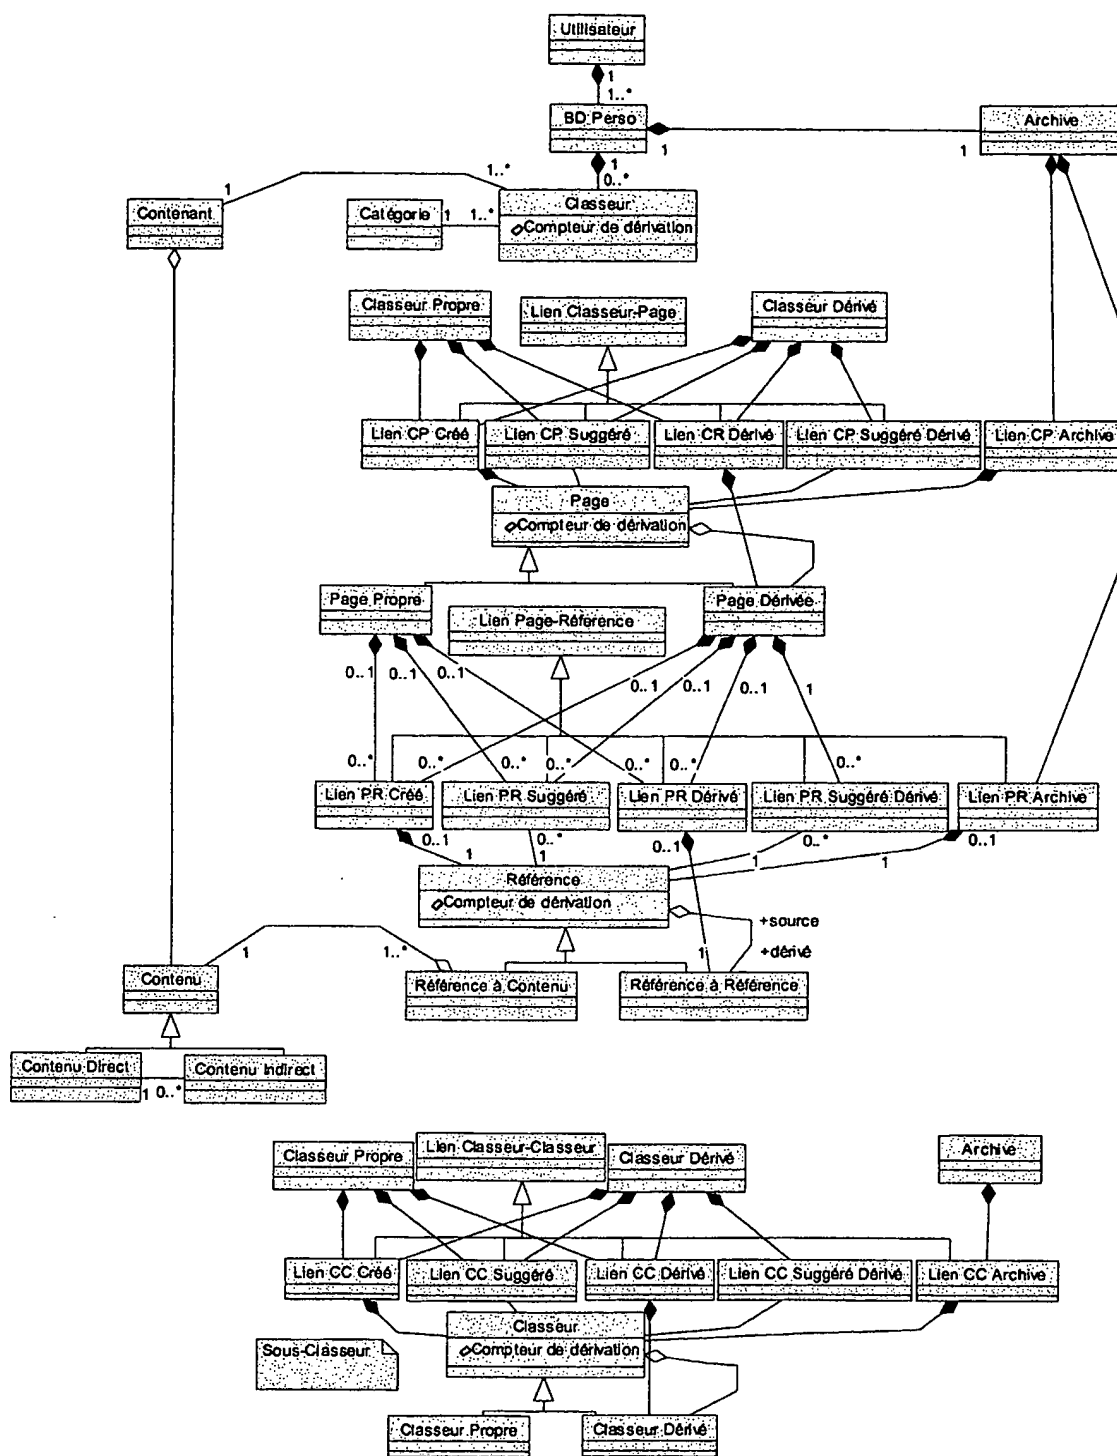 Utilisateur
1
1..*
BD Perso
Archive
1
1
1
0..*
1..*
1
Contenant
Catégorie
1
1..*
Classeur
Compteur de dérivation
Classeur Propre
Lien Classeur-Page
Classeur Dérivé
Lien CP Créé
Lien CP Suggéré
Lien CR Dérivé
Lien CP Suggéré Dérivé
Lien CP Archive
Page
Compteur de dérivation
Page Propre
Lien Page-Réference
Page Dérivée
0..1
0..1
0..1
0..1
0..1
0..1
1
0..*
0..*
0..*
0..*
0..*
0..*
0..*
Lien PR Créé
Lien PR Suggéré
Lien PR Dérivé
Lien PR Suggéré Dérivé
Lien PR Archive
0..1
1
0..*
1
0..1
1
0..*
1
0..1
Référence
Compteur de dérivation
+source
+dérivé
1
1..*
1
Contenu
Référence à Contenu
Référence à Référence
Contenu Direct
1
0..*
Contenu Indirect
Classeur Propre
Lien Classeur-Classeur
Classeur Dérivé
Archive
Lien CC Créé
Lien CC Suggéré
Lien CC Dérivé
Lien CC Suggéré Dérivé
Lien CC Archive
Classeur
Compteur de dérivation
Sous-Classeur
Classeur Propre
Classeur Dérivé